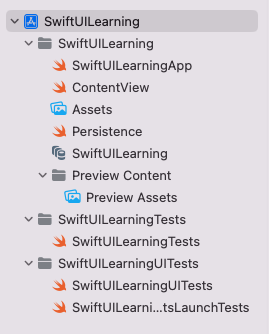 SwiftUILearning
SwiftUILearning
SwiftUILearningApp
ContentView
Assets
Persistence
SwiftUILearning
Preview Content
Preview Assets
SwiftUILearningTests
SwiftUILearningTests
SwiftUILearningUITests
SwiftUILearningUITests
SwiftUILearni...tsLaunchTests